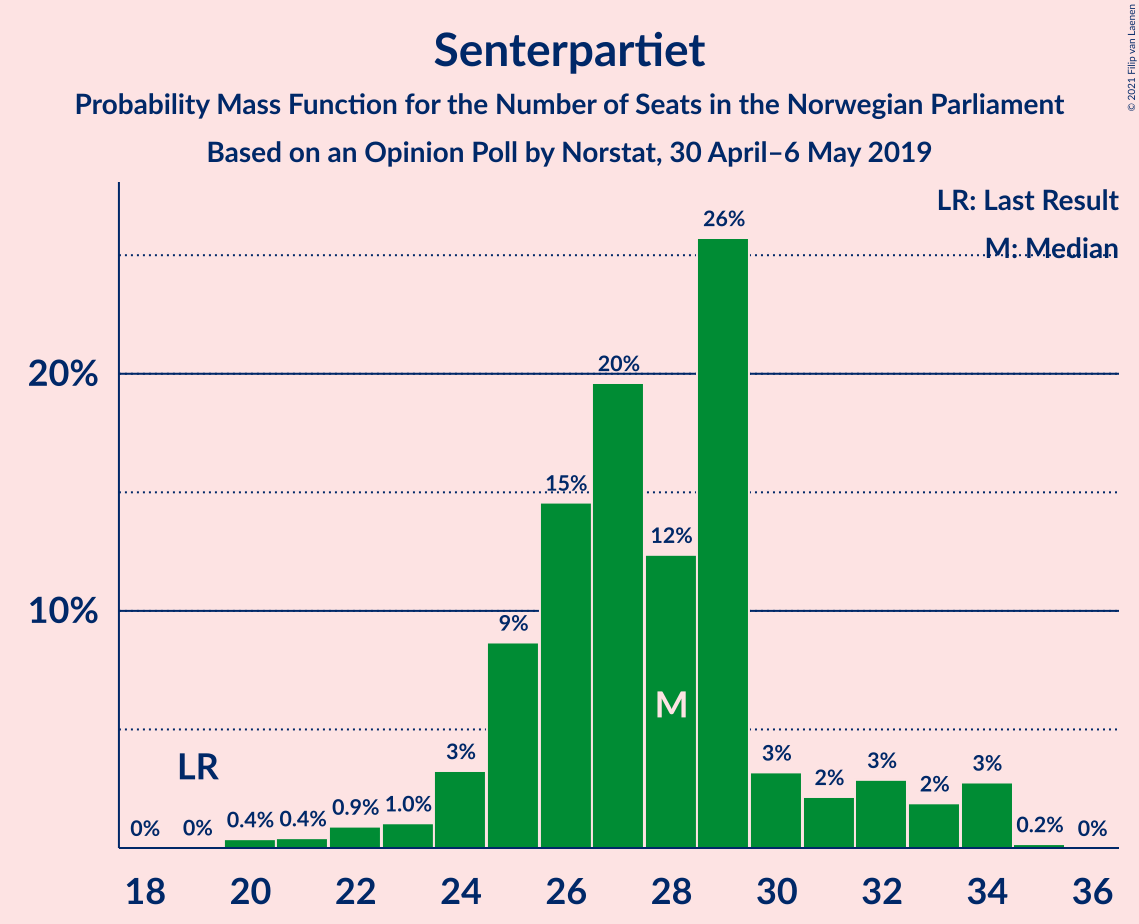 © 2021 Filip van Laenen
Senterpartiet
Probability Mass Function for the Number of Seats in the Norwegian Parliament
Based on an Opinion Poll by Norstat, 30 April–6 May 2019
LR: Last Result
M: Median
26%
20%
20%
15%
12%
10%
9%
M
LR
0%
0%
0.4%
0.4%
0.9%
1.0%
3%
3%
2%
3%
2%
3%
0.2%
0%
18 20 22 24 26 28 30 32 34 36